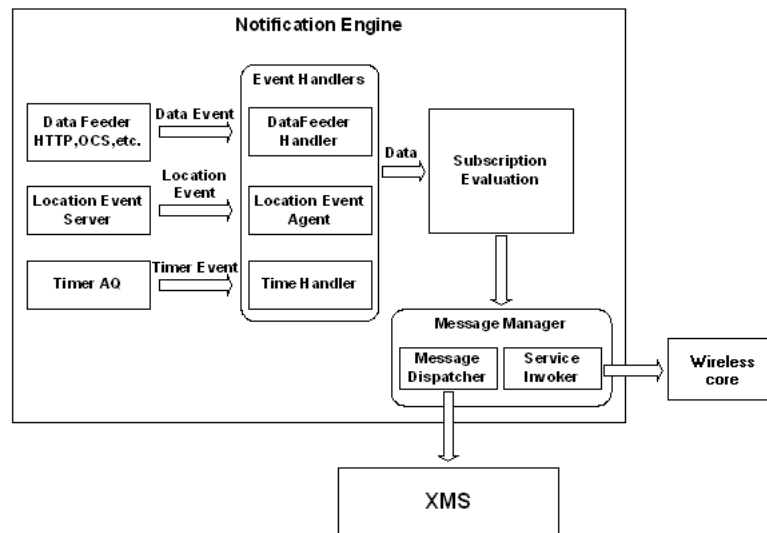 Notification Engine
Event Handlers
Data Feeder
HTTP,OCS,etc.
Data Event
DataFeeder
Handler
Data
Subscription
Evaluation
Location Event
Server
Location
Event
Location Event
Agent
Timer AQ
Timer Event
Time Handler
Message Manager
Message
Dispatcher
Service
Invoker
Wireless
core
XMS